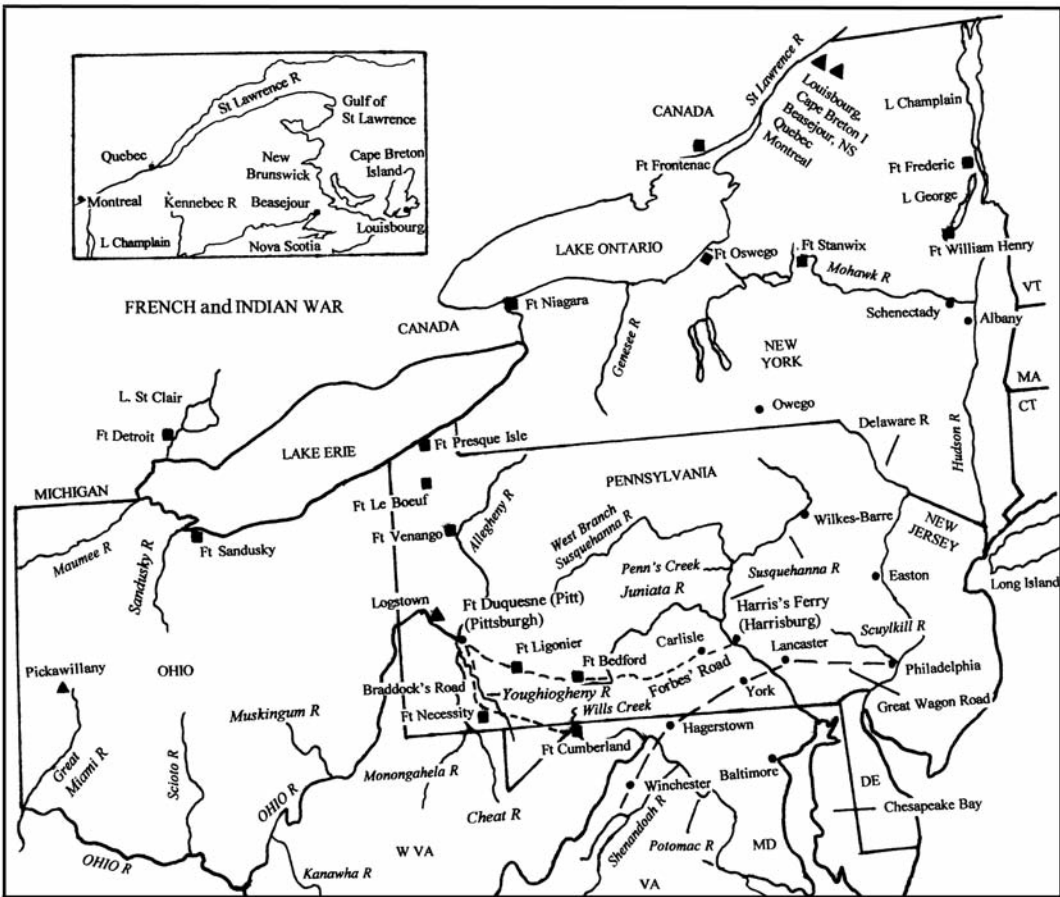 St Lawrence R
Gulf of
St Lawrence
Quebec
New
Brunswick
Cape Breton
Island
Montreal
Kennebec R
Beasejour
Louisbourg
L Champlain
Nova Scotia
FRENCH and INDIAN WAR
St Lawrence R
Louisbourg,
Cape Breton I
Beasejour, NS
Quebec
Montreal
CANADA
L Champlain
Ft Frontenac
Ft Frederic
L George
LAKE ONTARIO
Ft Oswego
Ft Stanwix
Ft William Henry
Mohawk R
Ft Niagara
CANADA
Genesee R
Schenectady
Albany
VT
NEW
YORK
MA
CT
L. St Clair
Owego
Ft Detroit
Delaware R
Hudson R
LAKE ERIE
Ft Presque Isle
MICHIGAN
Ft Le Boeuf
PENNSYLVANIA
Allegheny R
Ft Venango
West Branch
Susquehanna R
Wilkes-Barre
NEW
JERSEY
Maumee R
Sandusky R
Ft Sandusky
Penn's Creek
Juniata R
Susquehanna R
Easton
Long Island
Logstown
Ft Duquesne (Pitt)
(Pittsburgh)
Harris's Ferry
(Harrisburg)
Scuylkill R
Ft Ligonier
Carlisle
Lancaster
Pickawillany
OHIO
Ft Bedford
Forbes' Road
Philadelphia
Braddock's Road
Youghiogheny R
York
Great Wagon Road
Ft Necessity
Wills Creek
Muskingum R
Hagerstown
Ft Cumberland
Great
Miami R
Scioto R
Monongahela R
Winchester
Baltimore
DE
OHIO R
Cheat R
Shenandoah R
Chesapeake Bay
OHIO R
Kanawha R
W VA
Potomac R
MD
VA